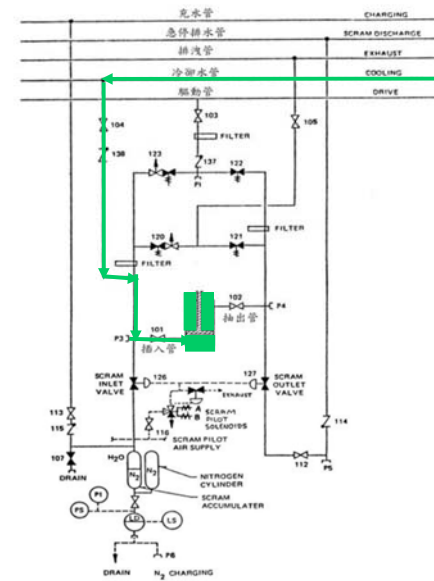 充水管 CHARGING
急停排水管 SCRAM DISCHARGE
排洩管 EXHAUST
冷卻水管 COOLING
驅動管 DRIVE
104
103
105
FILTER
138
123
137
122
P1
120
121
FILTER
FILTER
102
P4
抽出管
P3
101
插入管
SCRAM INLET VALVE
126
127
SCRAM OUTLET VALVE
EXHAUST
A
B
SCRAM PILOT SOLENOIDS
116
SCRAM PILOT AIR SUPPLY
113
115
107
DRAIN
114
112
P5
H₂O
N₂
N₂
NITROGEN CYLINDER
SCRAM ACCUMULATER
PI
PS
LD
LS
P6
DRAIN
N₂ CHARGING